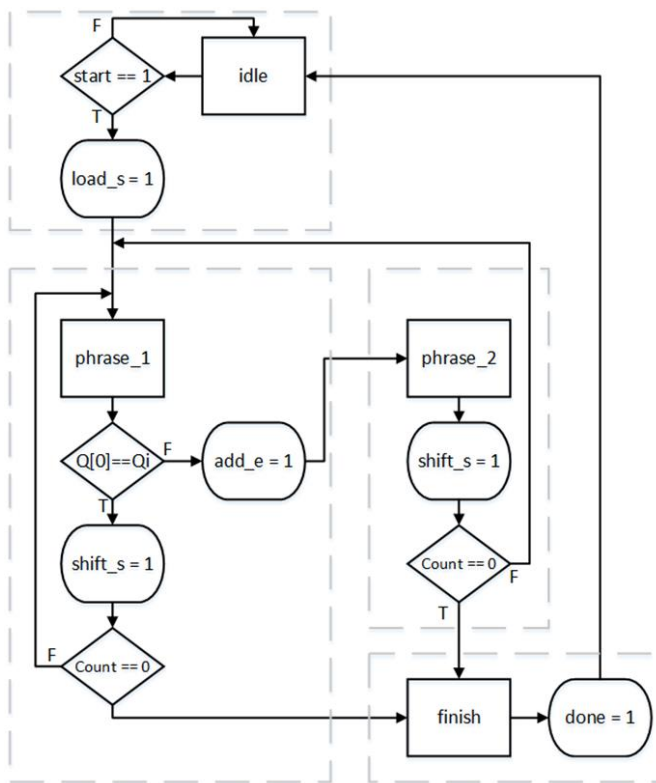 F
start == 1
idle
T
load_s = 1
phrase_1
phrase_2
Q[0]==Qi
F
add_e = 1
shift_s = 1
T
shift_s = 1
Count == 0
F
T
F
Count == 0
finish
done = 1